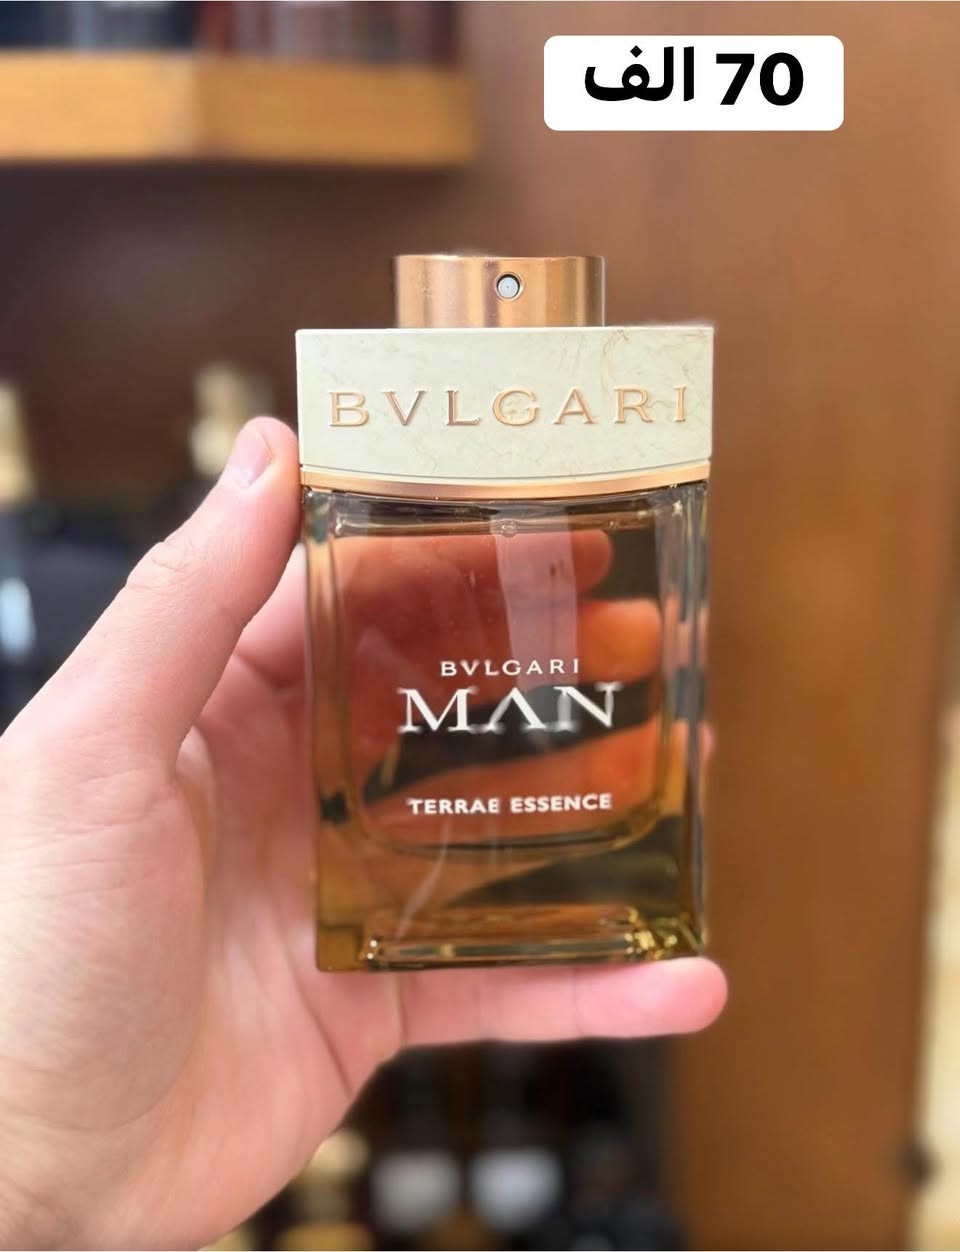 70 الف
BVLGARI
BVLGARI
MAN
TERRAE ESSENCE